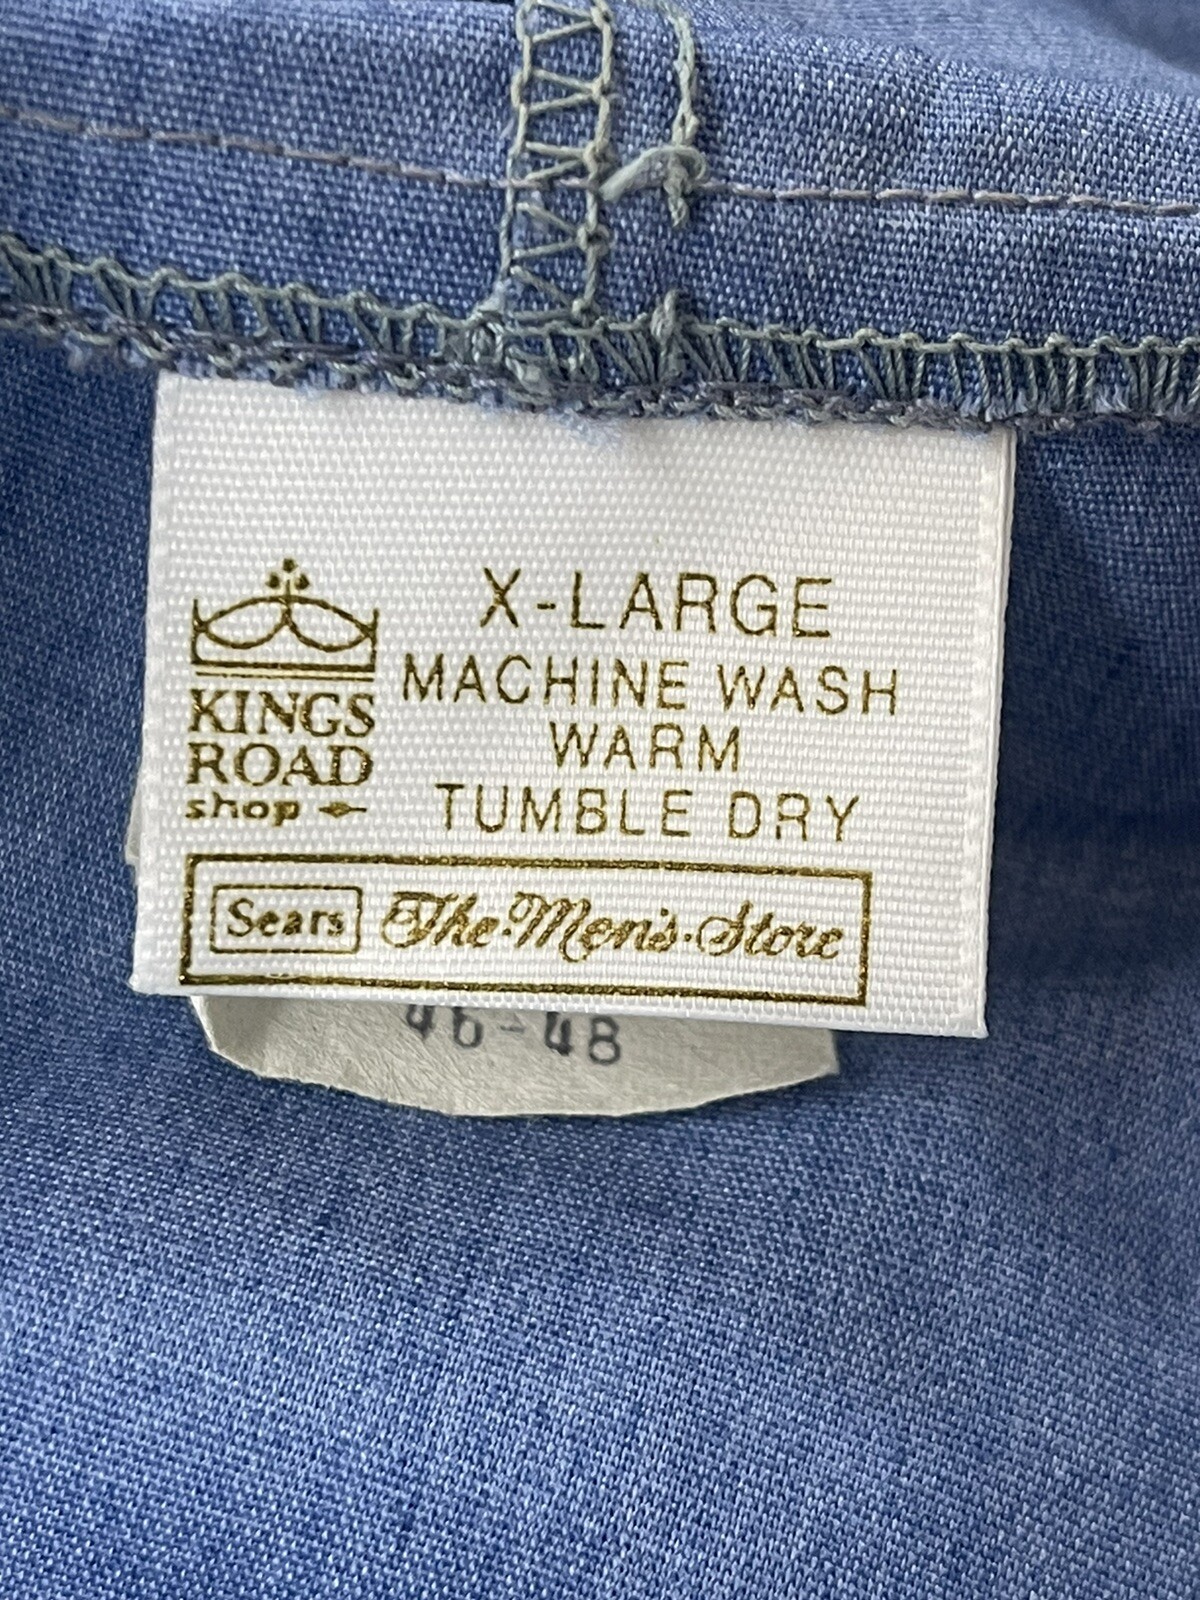 X-LARGE
MACHINE WASH
WARM
TUMBLE DRY
KINGS
ROAD
shop
Sears The Men's Store
46-48